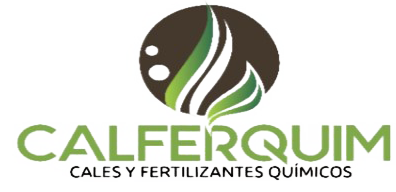 CALFERQUIM
CALES Y FERTILIZANTES QUÍMICOS